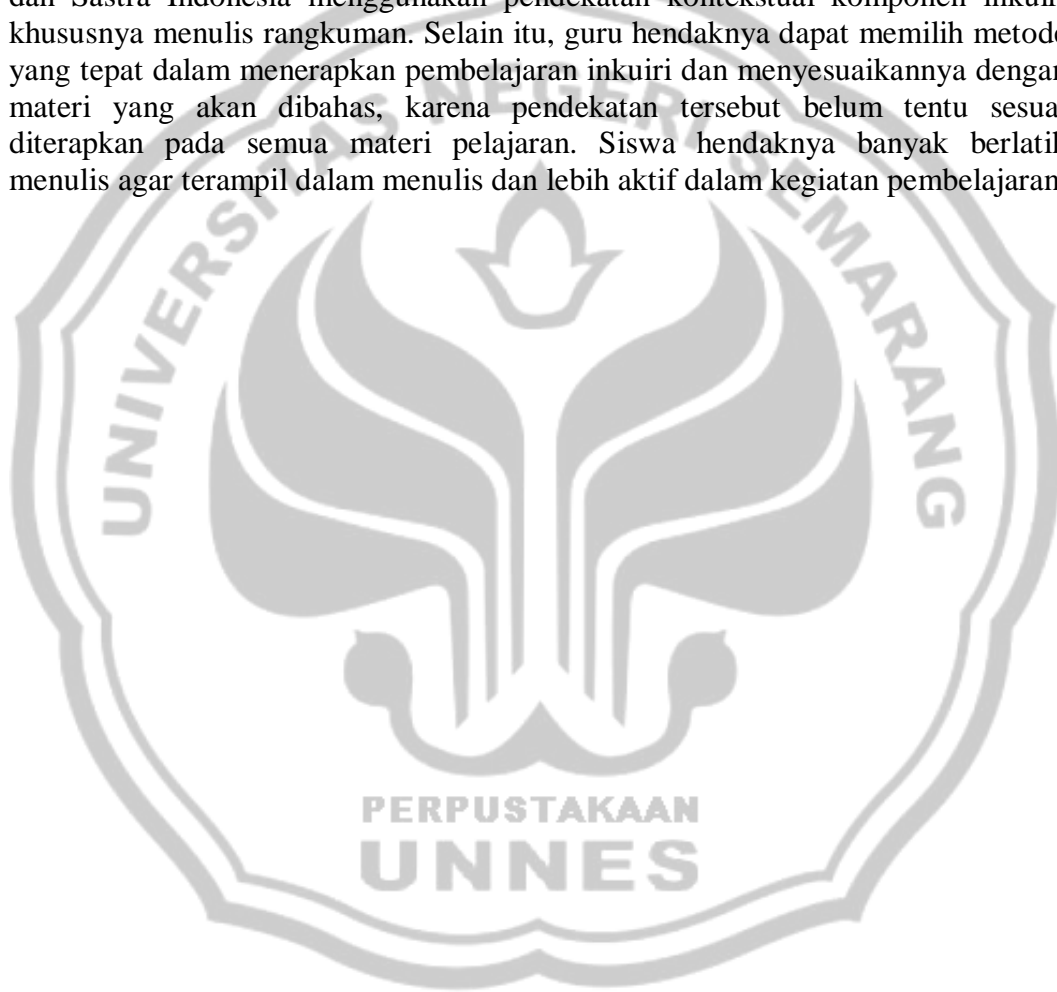 dan Sastra Indonesia menggunakan pendekatan kontekstual komponen inkuiri
khususnya menulis rangkuman. Selain itu, guru hendaknya dapat memilih metode
yang tepat dalam menerapkan pembelajaran inkuiri dan menyesuaikannya dengan
materi yang akan dibahas, karena pendekatan tersebut belum tentu sesuai
diterapkan pada semua materi pelajaran. Siswa hendaknya banyak berlatih
menulis agar terampil dalam menulis dan lebih aktif dalam kegiatan pembelajaran
UNIVERSITAS NEGERI SEMARANG
PERPUSTAKAAN
UNNES